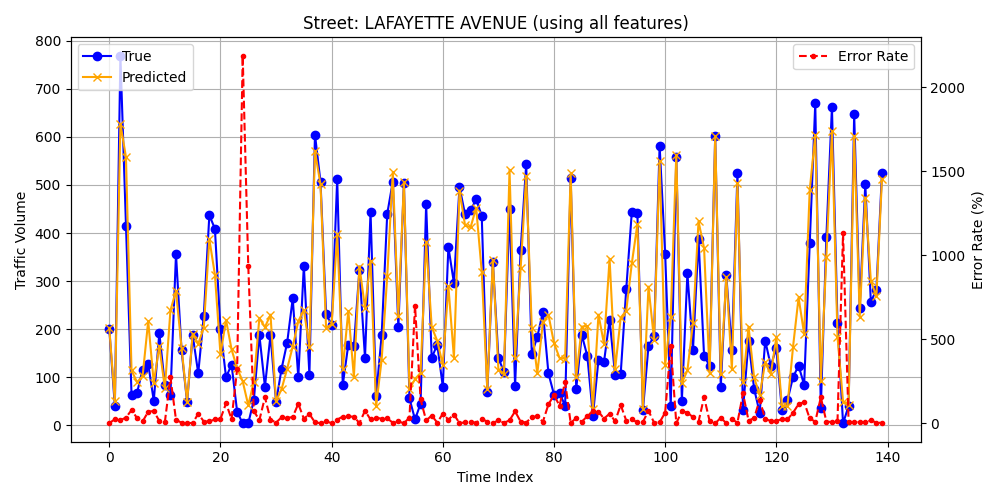 Street: LAFAYETTE AVENUE (using all features)
True
Predicted
Error Rate
Traffic Volume
800
700
600
500
400
300
200
100
0
2000
1500
1000
500
0
Error Rate (%)
0 20 40 60 80 100 120 140
Time Index